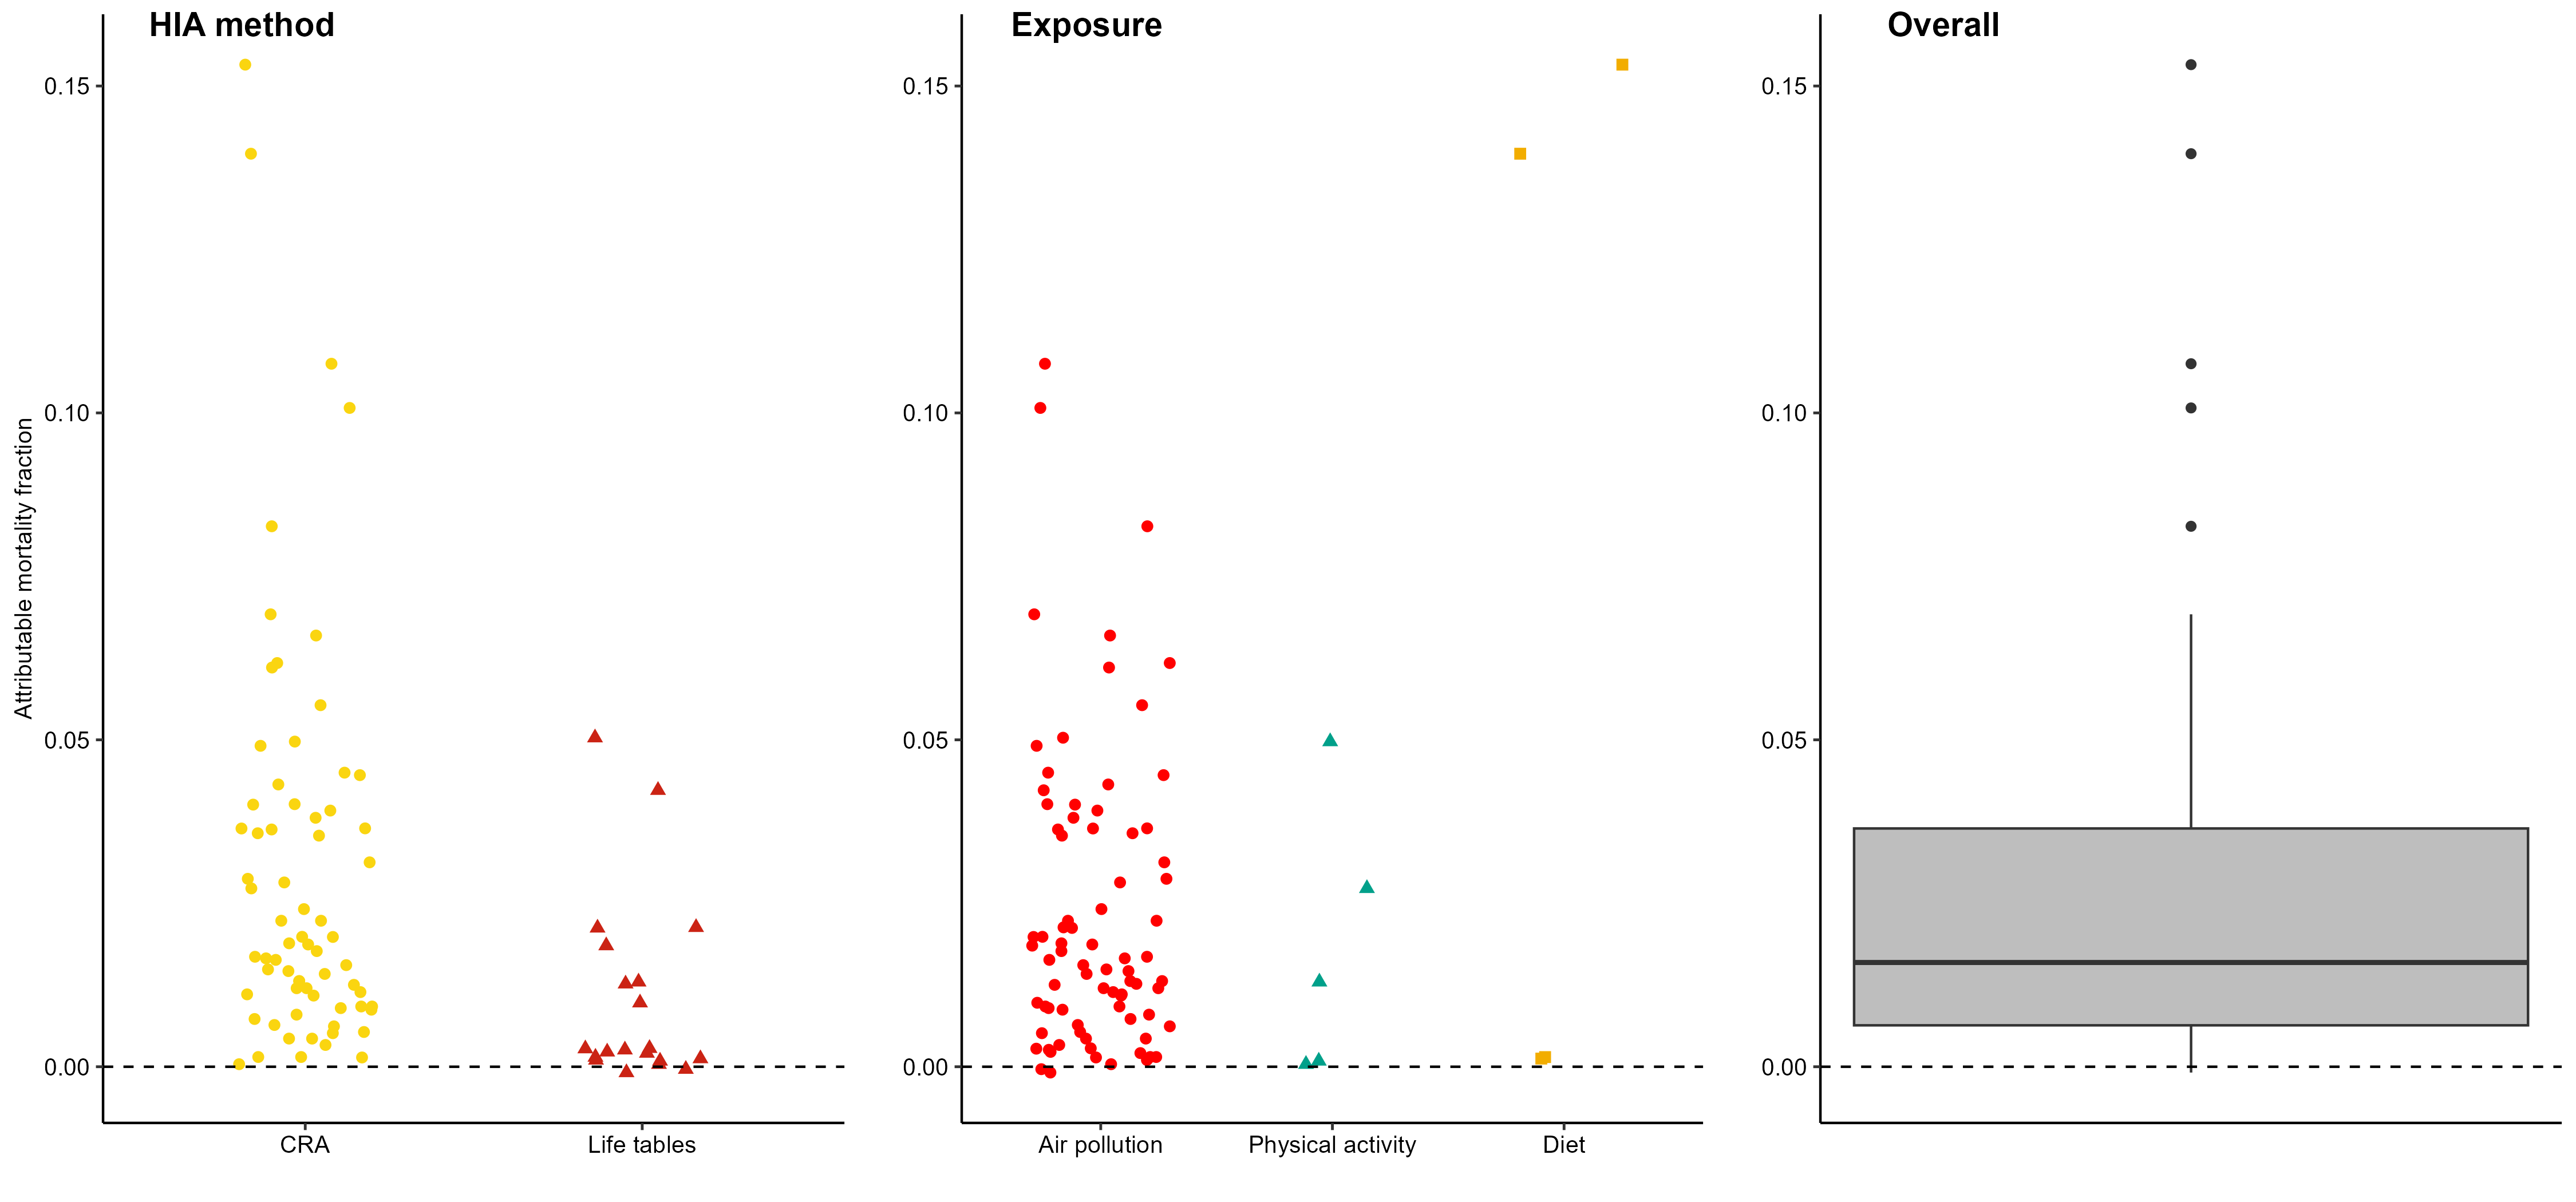 HIA method
Exposure
Overall
Attributable mortality fraction
0.15
0.10
0.05
0.00
CRA
Life tables
0.15
0.10
0.05
0.00
Air pollution
Physical activity
Diet
0.15
0.10
0.05
0.00